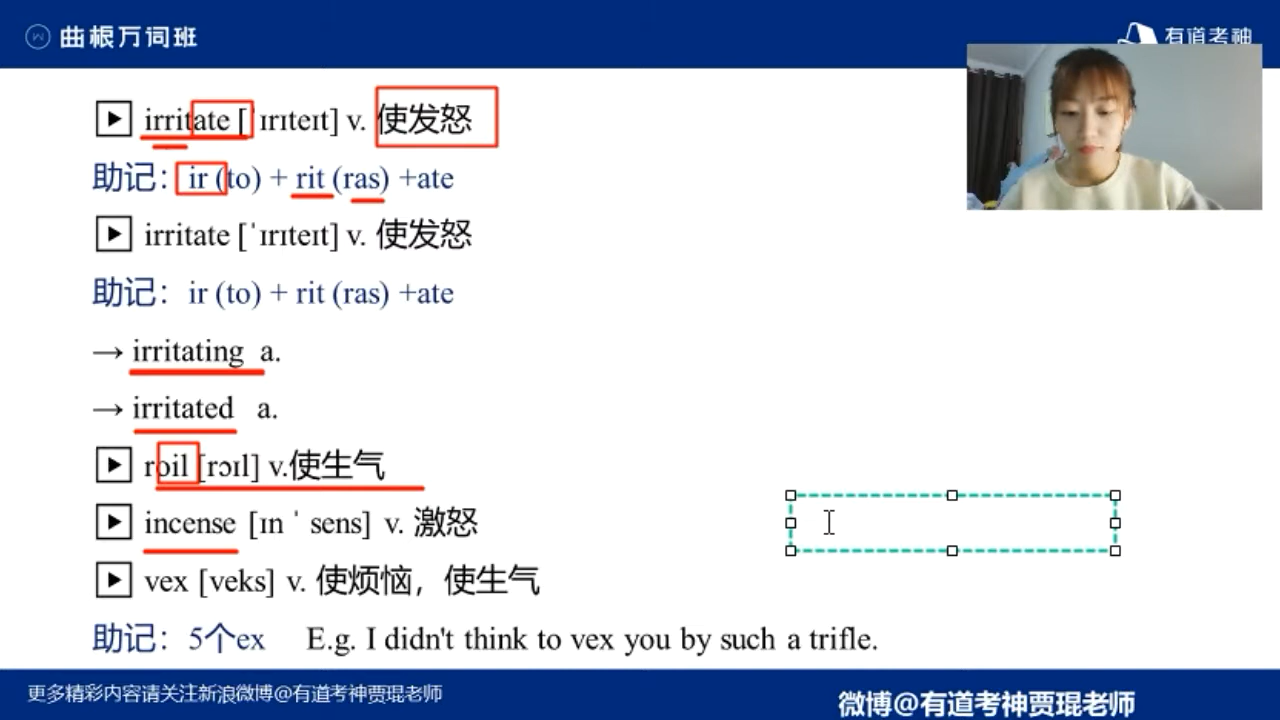 曲根万词班
有道考神
irritate [ˈɪrɪteɪt] v. 使发怒
助记：ir (to) + rit (ras) +ate
irritate [ˈɪrɪteɪt] v. 使发怒
助记：ir (to) + rit (ras) +ate
→ irritating a.
→ irritated a.
roil [rɔɪl] v.使生气
incense [ɪn ˈ sens] v. 激怒
vex [veks] v. 使烦恼，使生气
助记：5个ex E.g. I didn't think to vex you by such a trifle.
更多精彩内容请关注新浪微博@有道考神贾琨老师
微博@有道考神贾琨老师